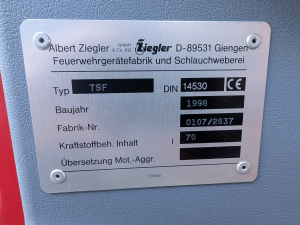 Albert Ziegler GmbH & Co. KG Ziegler D-89531 Giengen
Feuerwehrgerätefabrik und Schlauchweberei
Typ TSF DIN 14530 CE
Baujahr 1998
Fabrik-Nr. 0107/2837
Kraftstoffbeh. Inhalt l 70
Übersetzung Mot.-Aggr.